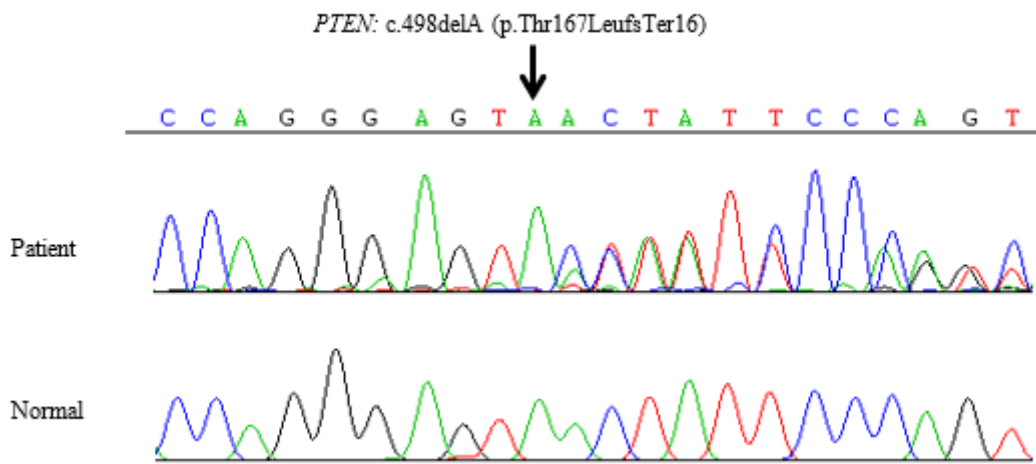 PTEN: c.498delA (p.Thr167LeufsTer16)
C C A G G G A G T A A C T A T T C C C A G T
Patient
Normal